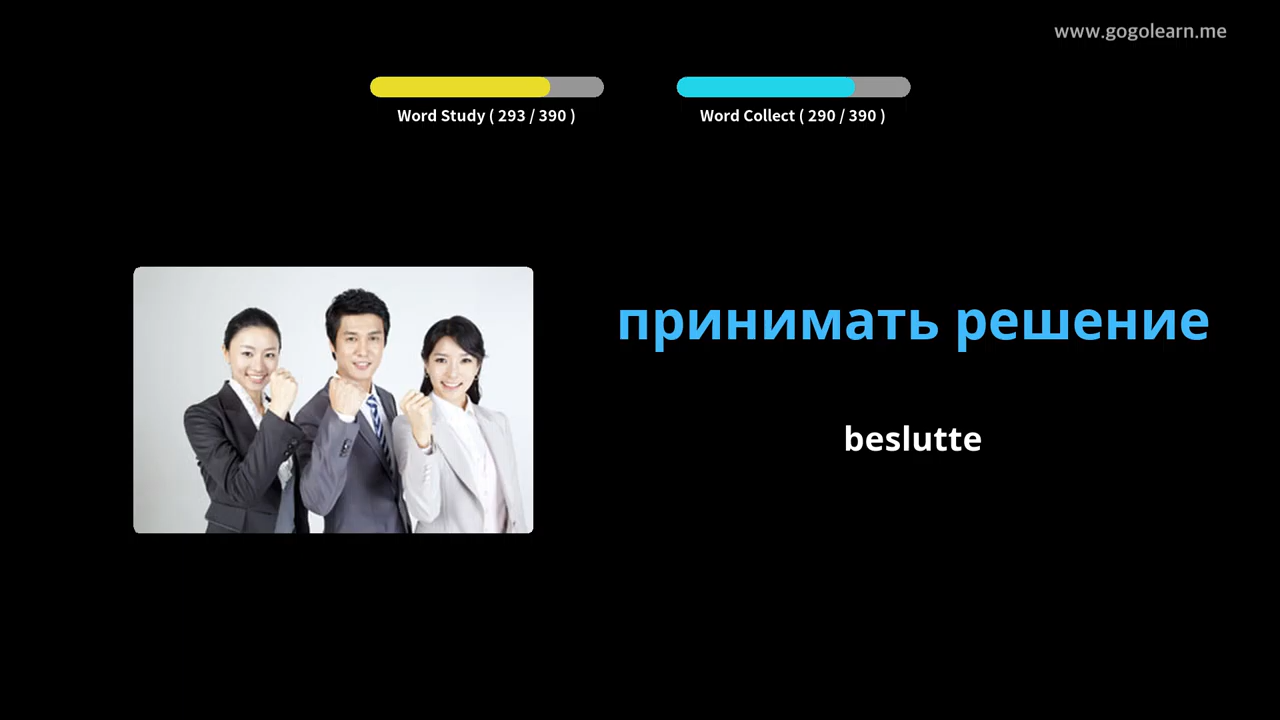 www.gogolearn.me
Word Study ( 293 / 390 )
Word Collect ( 290 / 390 )
принимать решение
beslutte